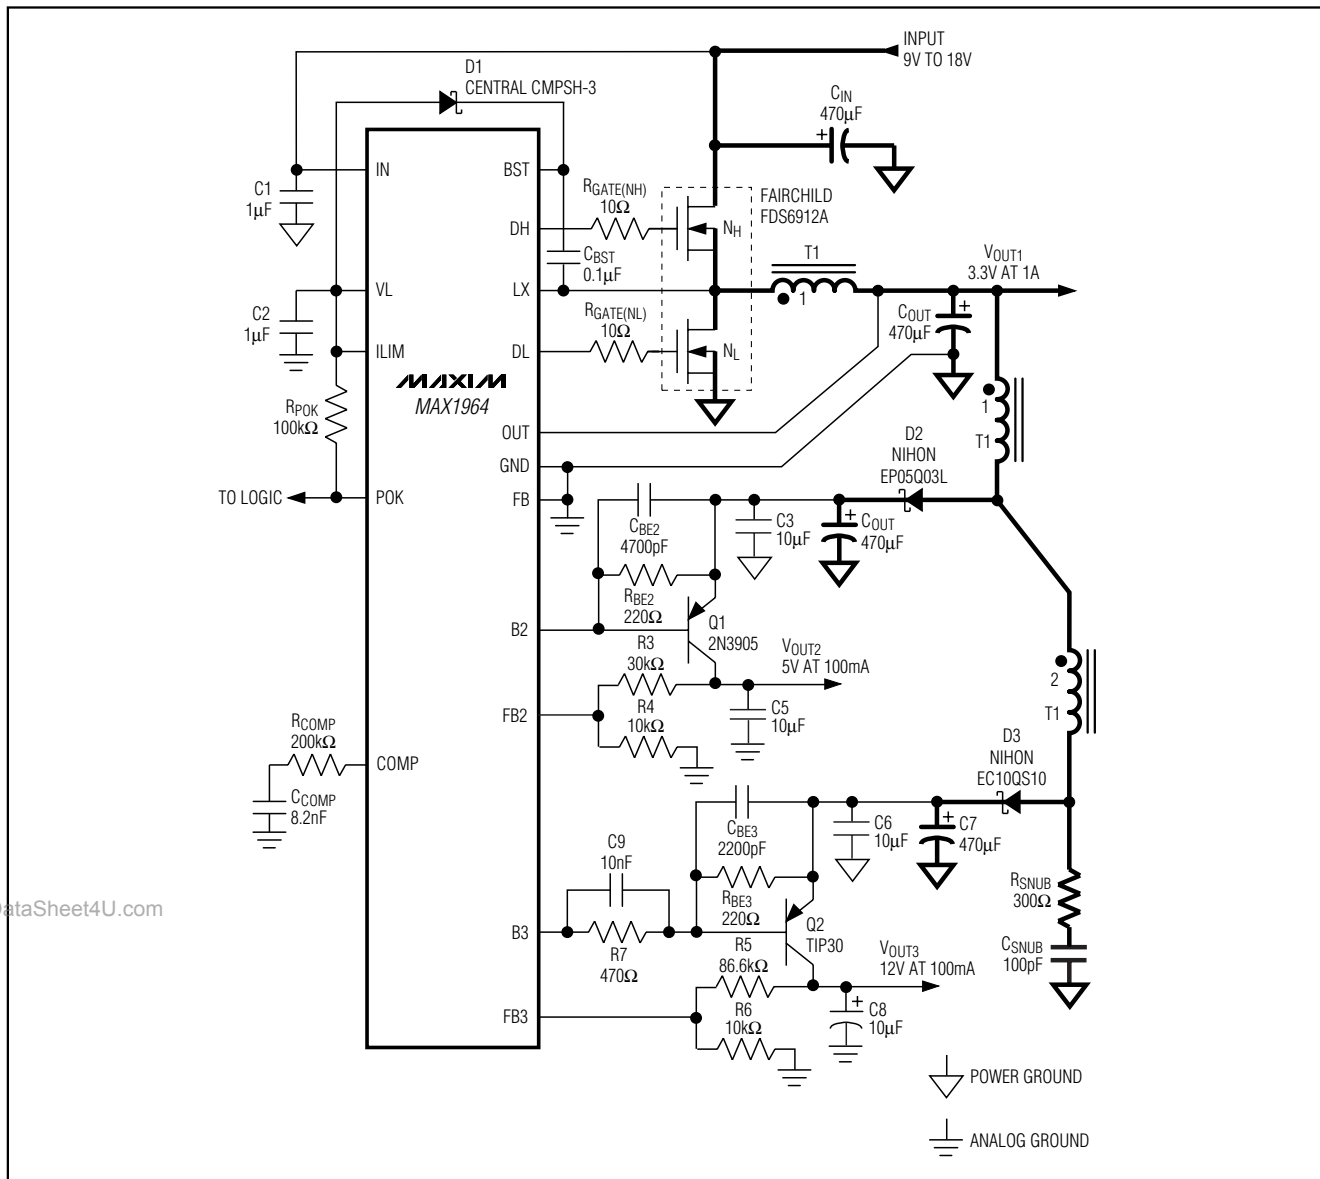 INPUT
9V TO 18V
D1
CENTRAL CMPSH-3
CIN
470µF
IN
BST
C1
1µF
RGATE(NH)
10Ω
FAIRCHILD
FDS6912A
DH
NH
CBST
0.1µF
T1
1
VOUT1
3.3V AT 1A
VL
LX
C2
1µF
RGATE(NL)
10Ω
COUT
470µF
ILIM
DL
NL
MAXIM
MAX1964
RPOK
100kΩ
1
T1
OUT
D2
NIHON
EP05Q03L
GND
TO LOGIC
POK
FB
CBE2
4700pF
C3
10µF
COUT
470µF
RBE2
220Ω
B2
Q1
2N3905
R3
30kΩ
VOUT2
5V AT 100mA
2
T1
FB2
R4
10kΩ
C5
10µF
RCOMP
200kΩ
COMP
D3
NIHON
EC10QS10
CCOMP
8.2nF
CBE3
2200pF
C6
10µF
C7
470µF
C9
10nF
RBE3
220Ω
RSNUB
300Ω
DataSheet4U.com
B3
R7
470Ω
Q2
TIP30
R5
86.6kΩ
VOUT3
12V AT 100mA
CSNUB
100pF
FB3
R6
10kΩ
C8
10µF
POWER GROUND
ANALOG GROUND